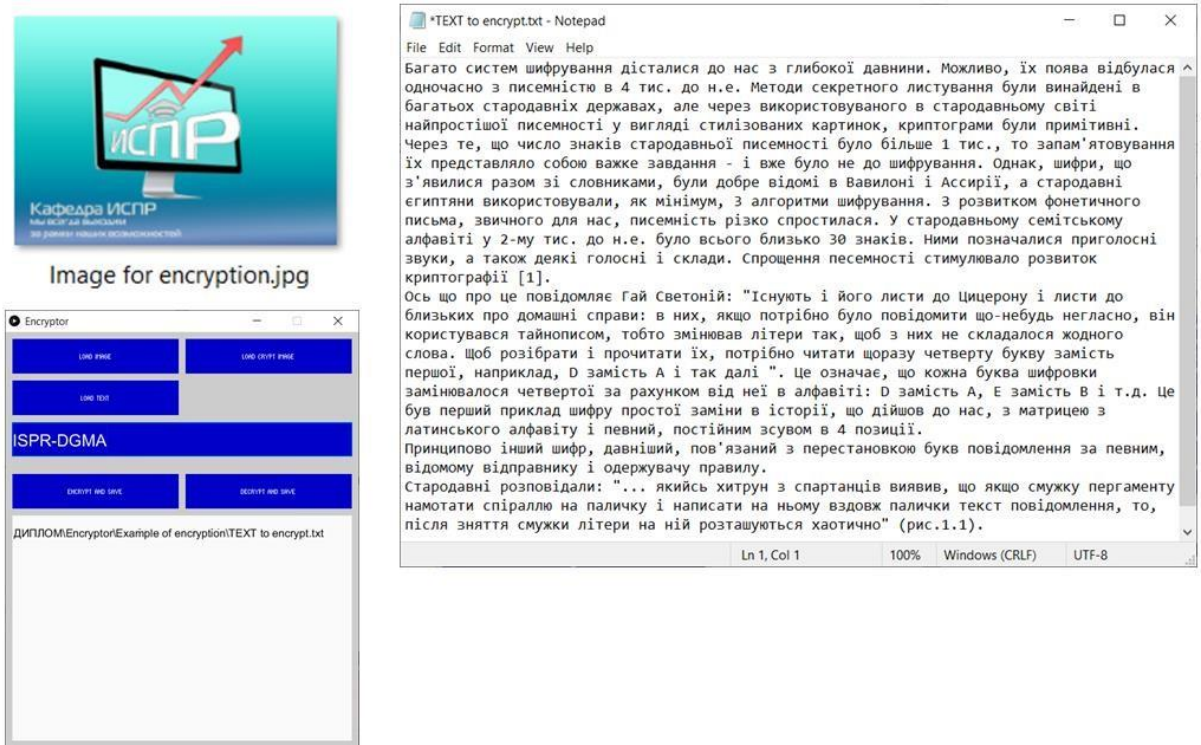 ИСПР
Кафедра ИСПР
мы всегда выходим
за рамки наших возможностей
Image for encryption.jpg
Encryptor
LOAD IMAGE
LOAD CRYPT IMAGE
LOAD TEXT
ISPR-DGMA
ENCRYPT AND SAVE
DECRYPT AND SAVE
ДИПЛОМ\Encryptor\Example of encryption\TEXT to encrypt.txt
*TEXT to encrypt.txt - Notepad
File Edit Format View Help
Багато систем шифрування дісталися до нас з глибокої давнини. Можливо, їх поява відбулася
одночасно з писемністю в 4 тис. до н.е. Методи секретного листування були винайдені в
багатьох стародавніх державах, але через використовуваного в стародавньому світі
найпростішої писемності у вигляді стилізованих картинок, криптограми були примітивні.
Через те, що число знаків стародавньої писемності було більше 1 тис., то запам'ятовування
їх представляло собою важке завдання - і вже було не до шифрування. Однак, шифри, що
з'явилися разом зі словниками, були добре відомі в Вавилоні і Ассирії, а стародавні
єгиптяни використовували, як мінімум, 3 алгоритми шифрування. З розвитком фонетичного
письма, звичного для нас, писемність різко спростилася. У стародавньому семітському
алфавіті у 2-му тис. до н.е. було всього близько 30 знаків. Ними позначалися приголосні
звуки, а також деякі голосні і склади. Спрощення песемності стимулювало розвиток
криптографії [1].
Ось що про це повідомляє Гай Светоній: "Існують і його листи до Цицерону і листи до
близьких про домашні справи: в них, якщо потрібно було повідомити що-небудь негласно, він
користувався тайнописом, тобто змінював літери так, щоб з них не складалося жодного
слова. Щоб розібрати і прочитати їх, потрібно читати щоразу четверту букву замість
першої, наприклад, D замість А і так далі ". Це означає, що кожна буква шифровки
замінювалося четвертої за рахунком від неї в алфавіті: D замість А, Е замість В і т.д. Це
був перший приклад шифру простої заміни в історії, що дійшов до нас, з матрицею з
латинського алфавіту і певний, постійним зсувом в 4 позиції.
Принципово інший шифр, давніший, пов'язаний з перестановкою букв повідомлення за певним,
відомому відправнику і одержувачу правилу.
Стародавні розповідали: "... якийсь хитрун з спартанців виявив, що якщо смужку пергаменту
намотати спіраллю на паличку і написати на ньому вздовж палички текст повідомлення, то,
після зняття смужки літери на ній розташуються хаотично" (рис.1.1).
Ln 1, Col 1
100%
Windows (CRLF)
UTF-8